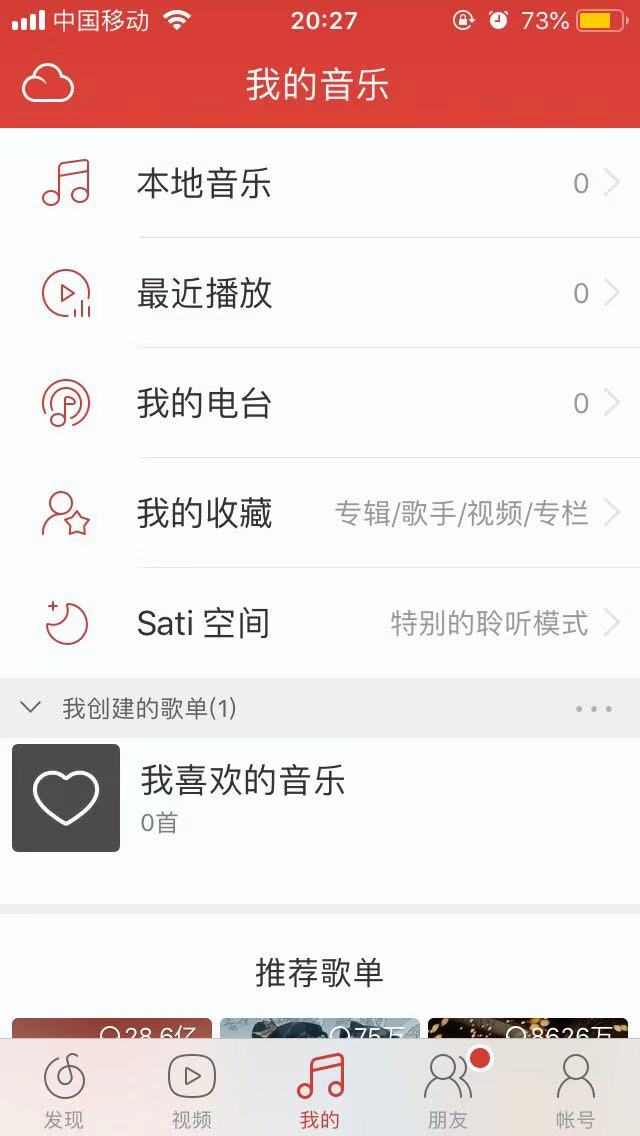 中国移动 20:27 73%
我的音乐
本地音乐 0
最近播放 0
我的电台 0
我的收藏 专辑/歌手/视频/专栏
Sati 空间 特别的聆听模式
我创建的歌单(1)
我喜欢的音乐
0首
推荐歌单
28.6亿 75万 8626万
发现 视频 我的 朋友 帐号